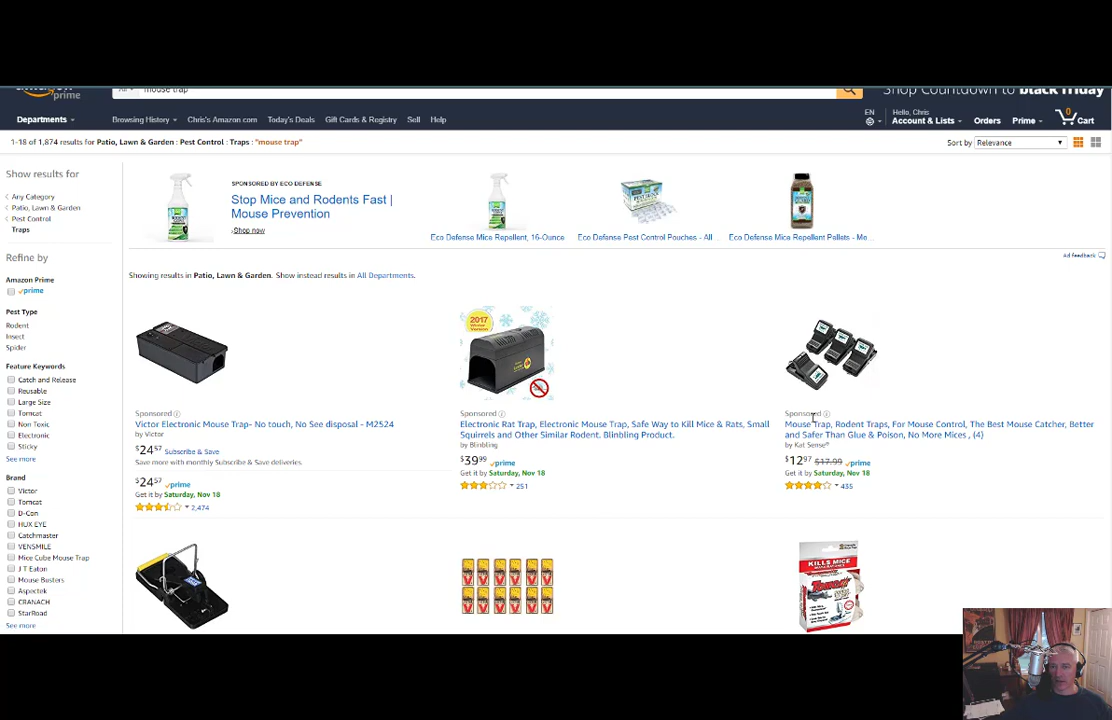 prime
All
mouse trap
Shop Countdown to black friday
Departments
Browsing History
Chris's Amazon.com
Today's Deals
Gift Cards & Registry
Sell
Help
EN
Hello, Chris
Account & Lists
Orders
Prime
0
Cart
1-18 of 1,874 results for Patio, Lawn & Garden : Pest Control : Traps : "mouse trap"
Sort by
Relevance
Show results for
Any Category
Patio, Lawn & Garden
Pest Control
Traps
Refine by
Amazon Prime
prime
Pest Type
Rodent
Insect
Spider
Feature Keywords
Catch and Release
Reusable
Large Size
Tomcat
Non Toxic
Electronic
Sticky
See more
Brand
Victor
Tomcat
D-Con
HUX EYE
Catchmaster
VENSMILE
Mice Cube Mouse Trap
J T Eaton
Mouse Busters
Aspectek
CRANACH
StarRoad
See more
SPONSORED BY ECO DEFENSE
Stop Mice and Rodents Fast |
Mouse Prevention
Shop now
Eco Defense Mice Repellent, 16-Ounce
Eco Defense Pest Control Pouches - All ...
Eco Defense Mice Repellent Pellets - Me...
Ad feedback
Showing results in Patio, Lawn & Garden. Show instead results in All Departments.
Sponsored
Victor Electronic Mouse Trap- No touch, No See disposal - M2524
by Victor
$24 57 Subscribe & Save
Save more with monthly Subscribe & Save deliveries.
$24 57 prime
Get it by Saturday, Nov 18
2,474
2017
Sponsored
Electronic Rat Trap, Electronic Mouse Trap, Safe Way to Kill Mice & Rats, Small
Squirrels and Other Similar Rodent. Blinbling Product.
by Blinbling
$39 99 prime
Get it by Saturday, Nov 18
251
Sponsored
Mouse Trap, Rodent Traps, For Mouse Control, The Best Mouse Catcher, Better
and Safer Than Glue & Poison, No More Mices , (4)
by Kat Sense®
$12 97 $17.99 prime
Get it by Saturday, Nov 18
435
KILLS MICE